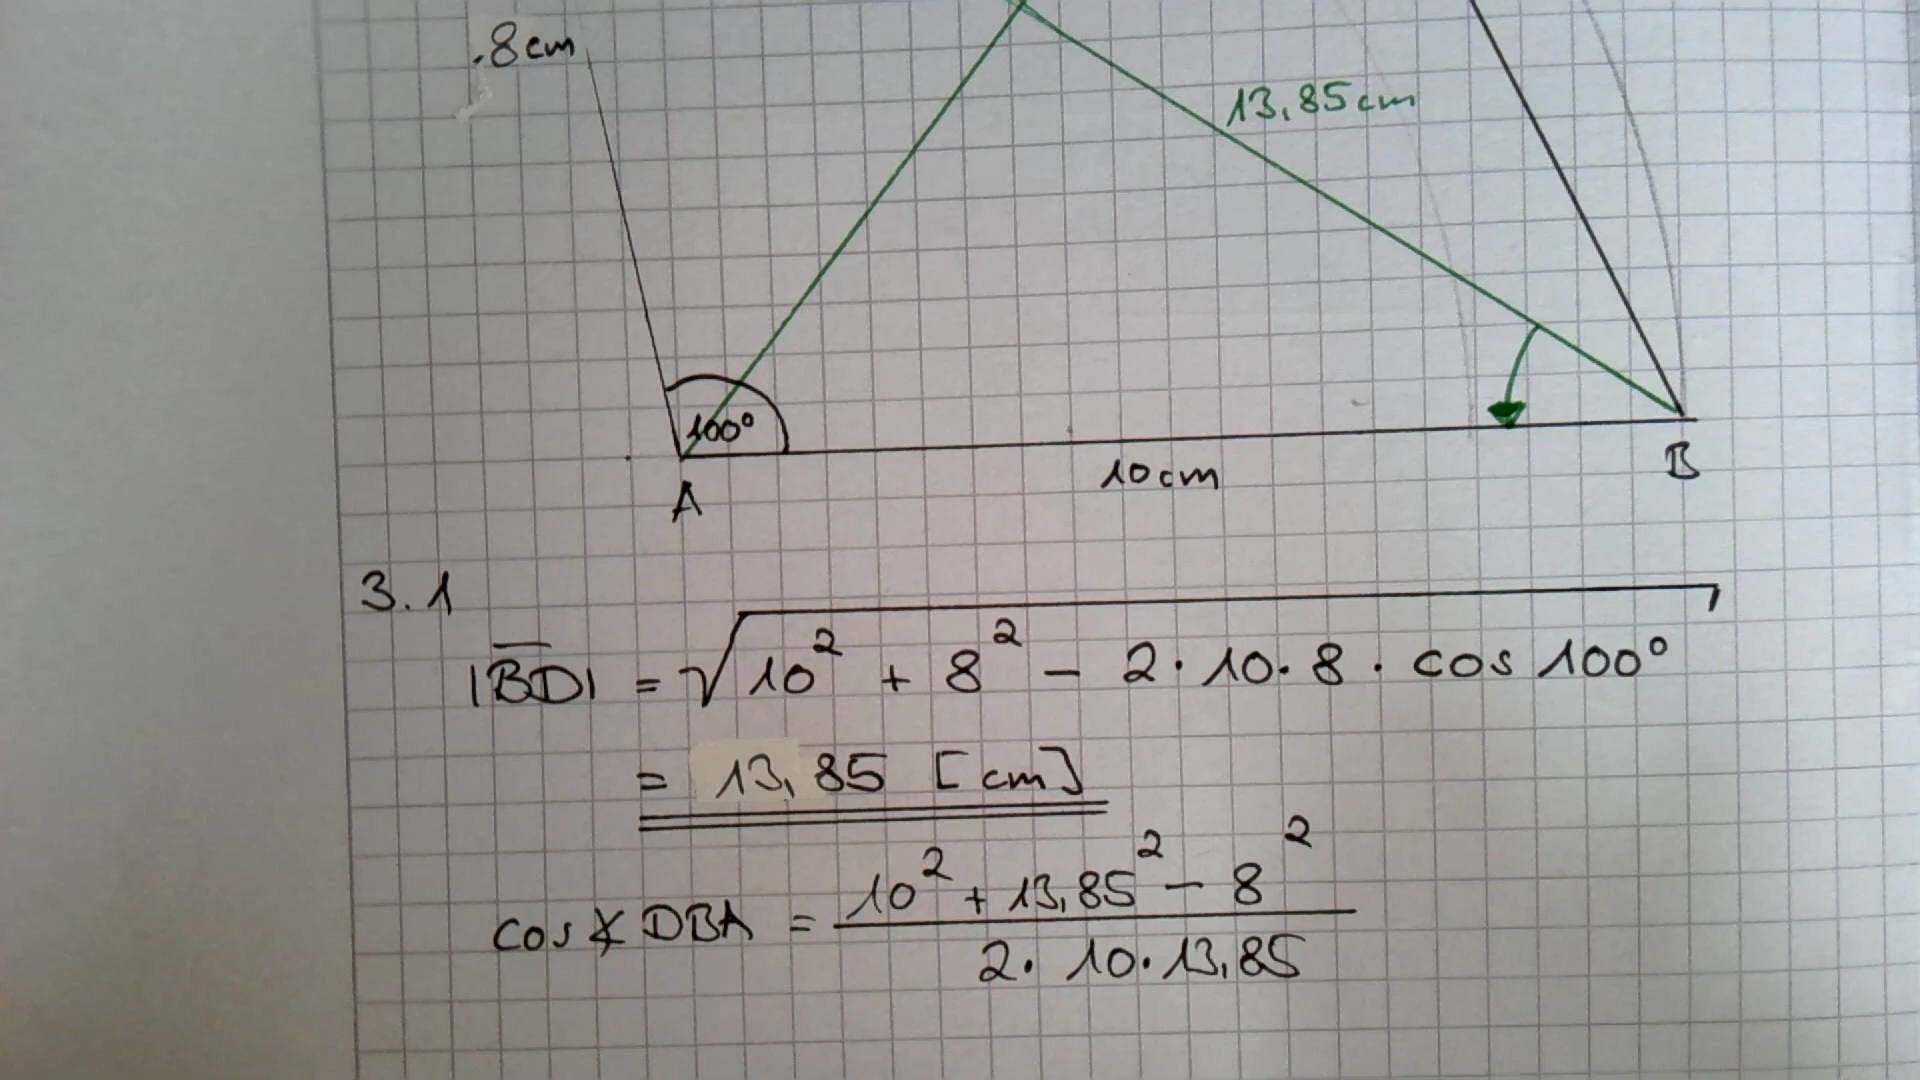 .8cm
13,85cm
100°
10cm
B
A
3.1
|B̅D̅| = √10² + 8² - 2·10·8 · cos 100°
= 13,85 [cm]
cos ∢ DBA = 10² + 13,85² - 8²
2· 10·13,85